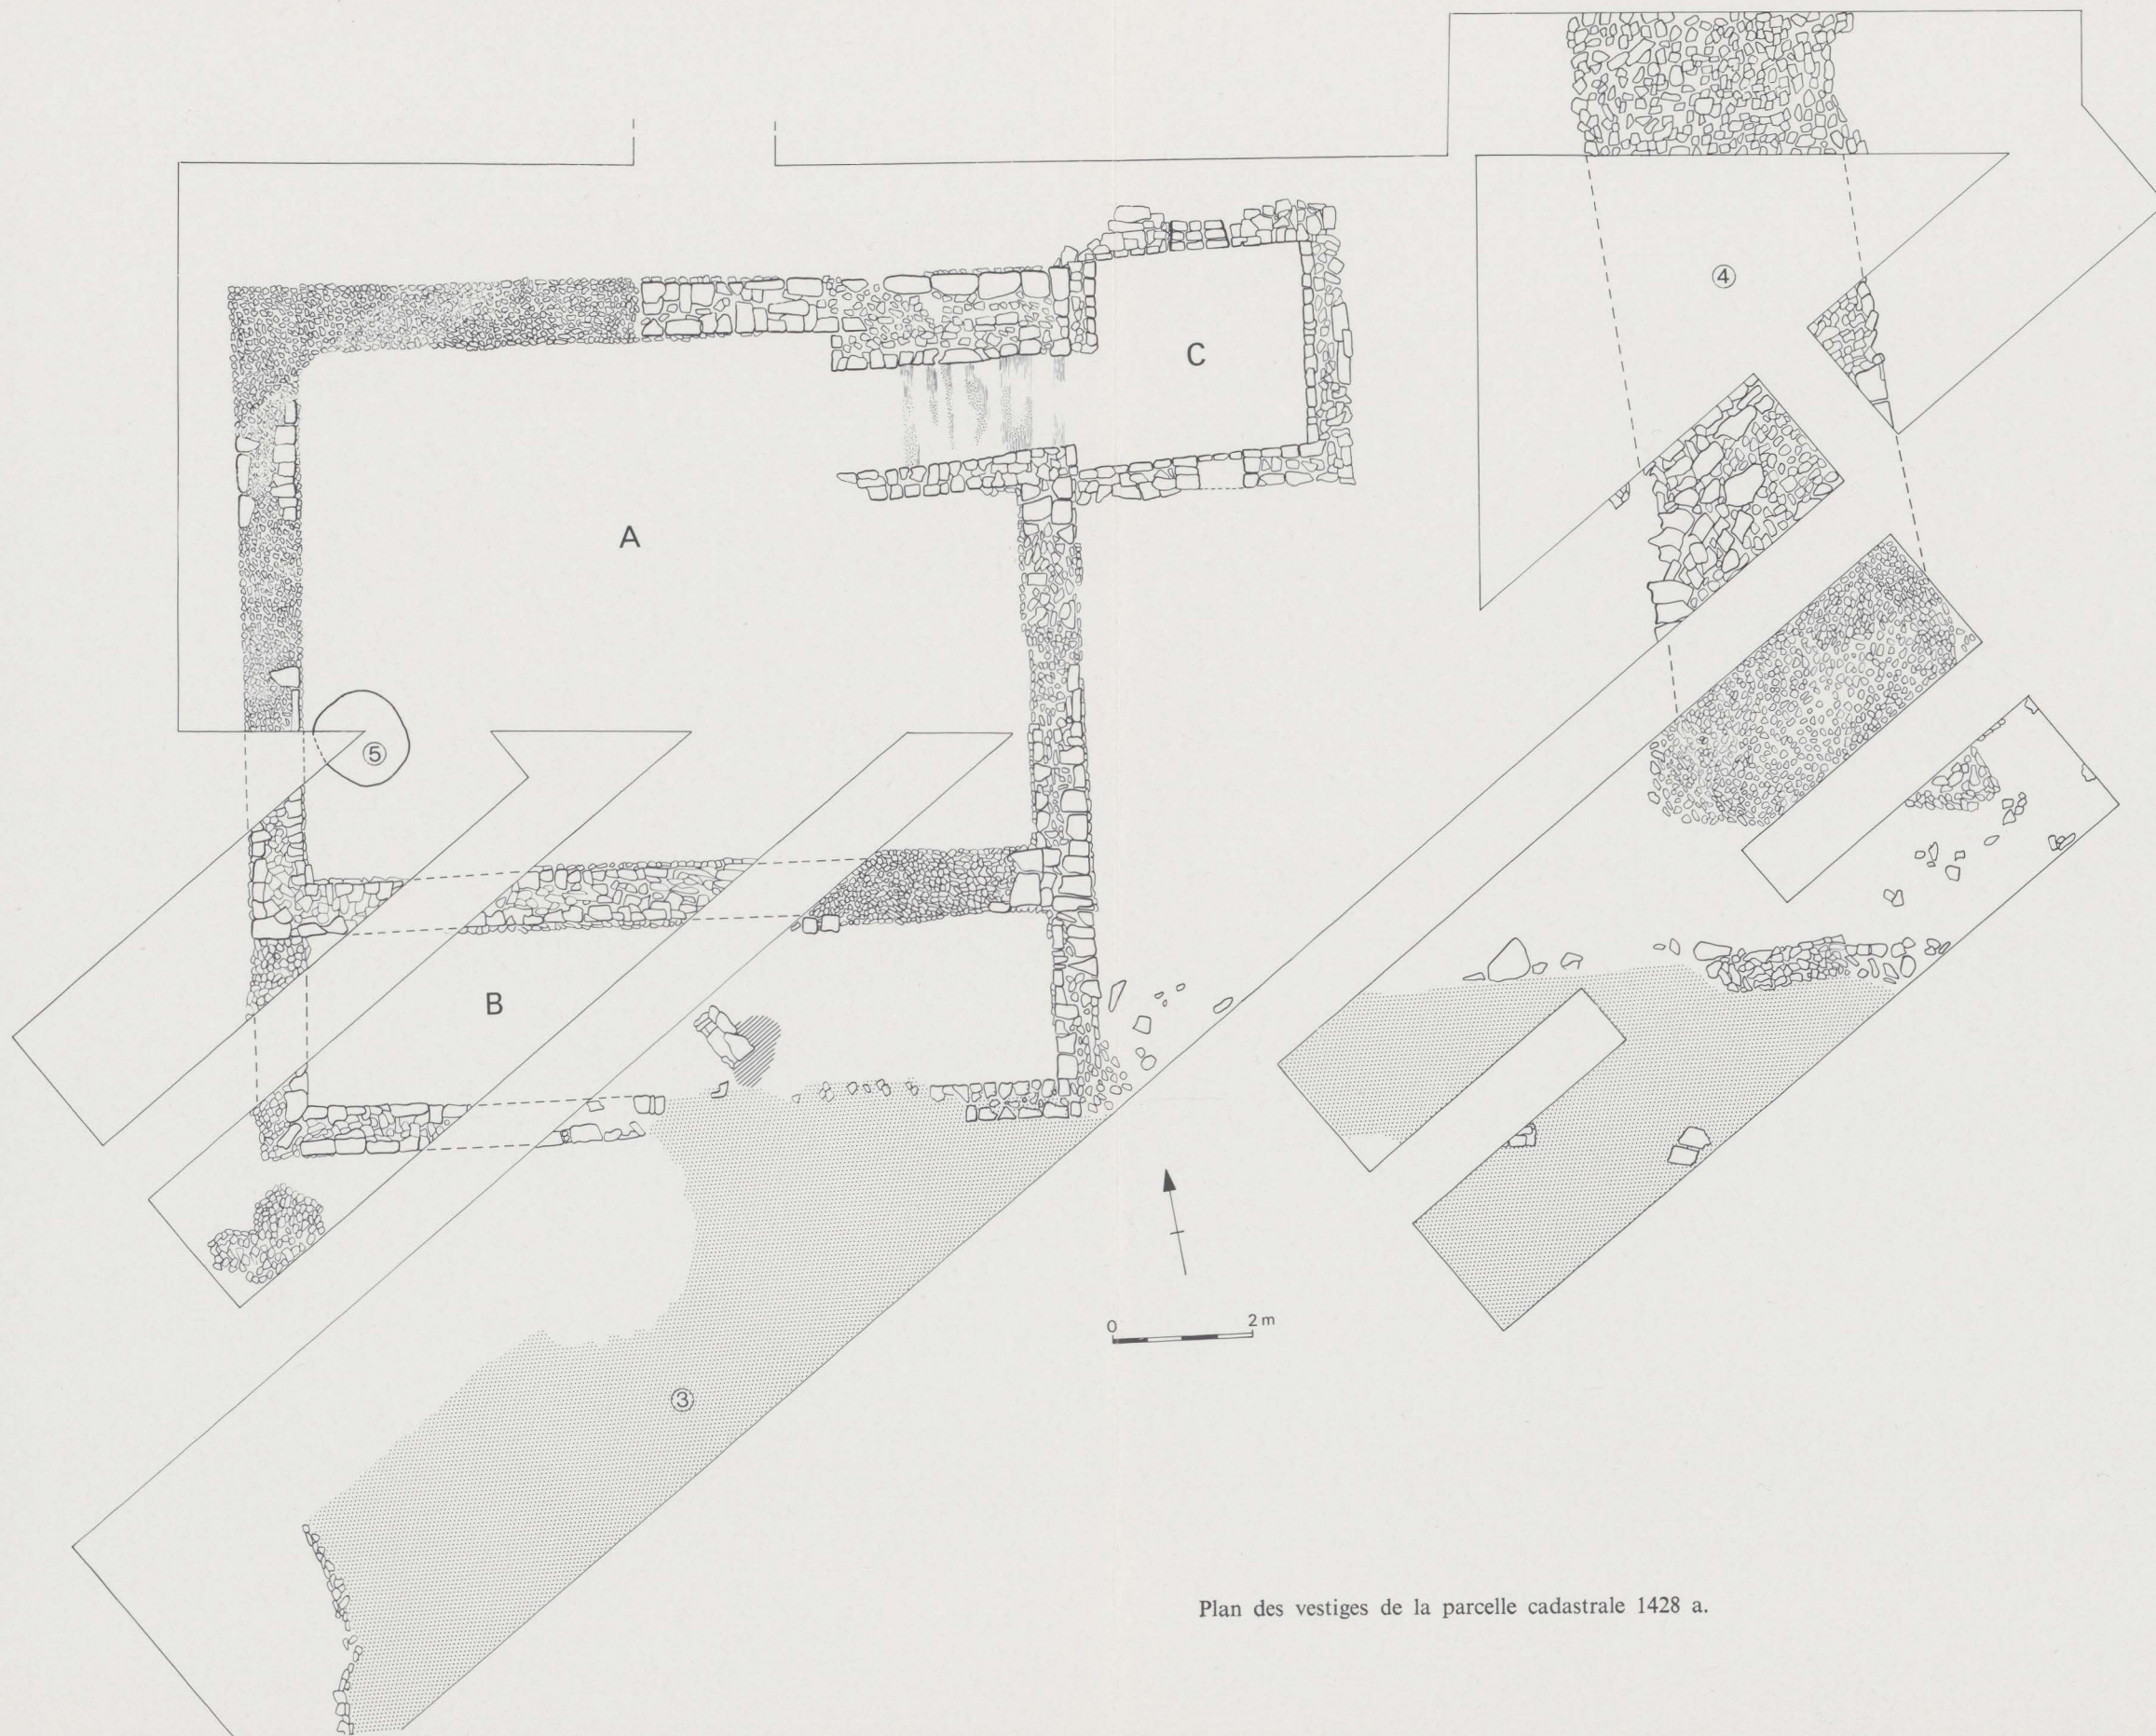 ④
C
A
⑤
B
0 2 m
③
Plan des vestiges de la parcelle cadastrale 1428 a.